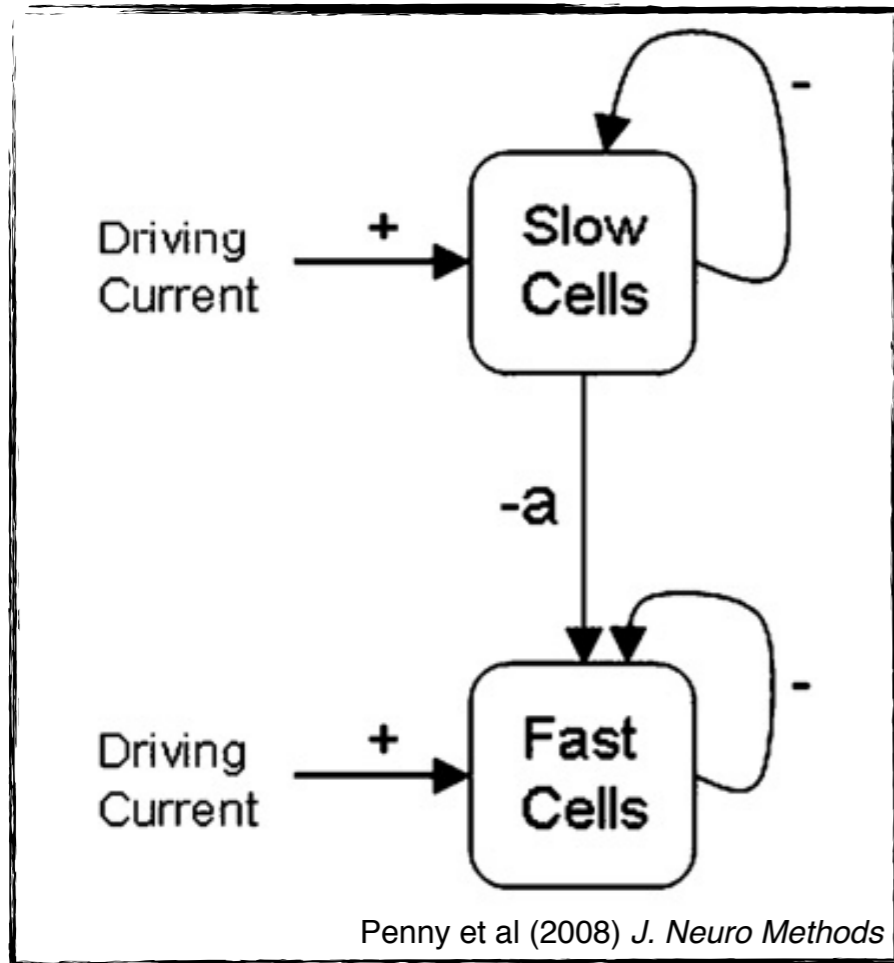 -
Driving
Current
+
Slow
Cells
-a
-
Driving
Current
+
Fast
Cells
Penny et al (2008) J. Neuro Methods